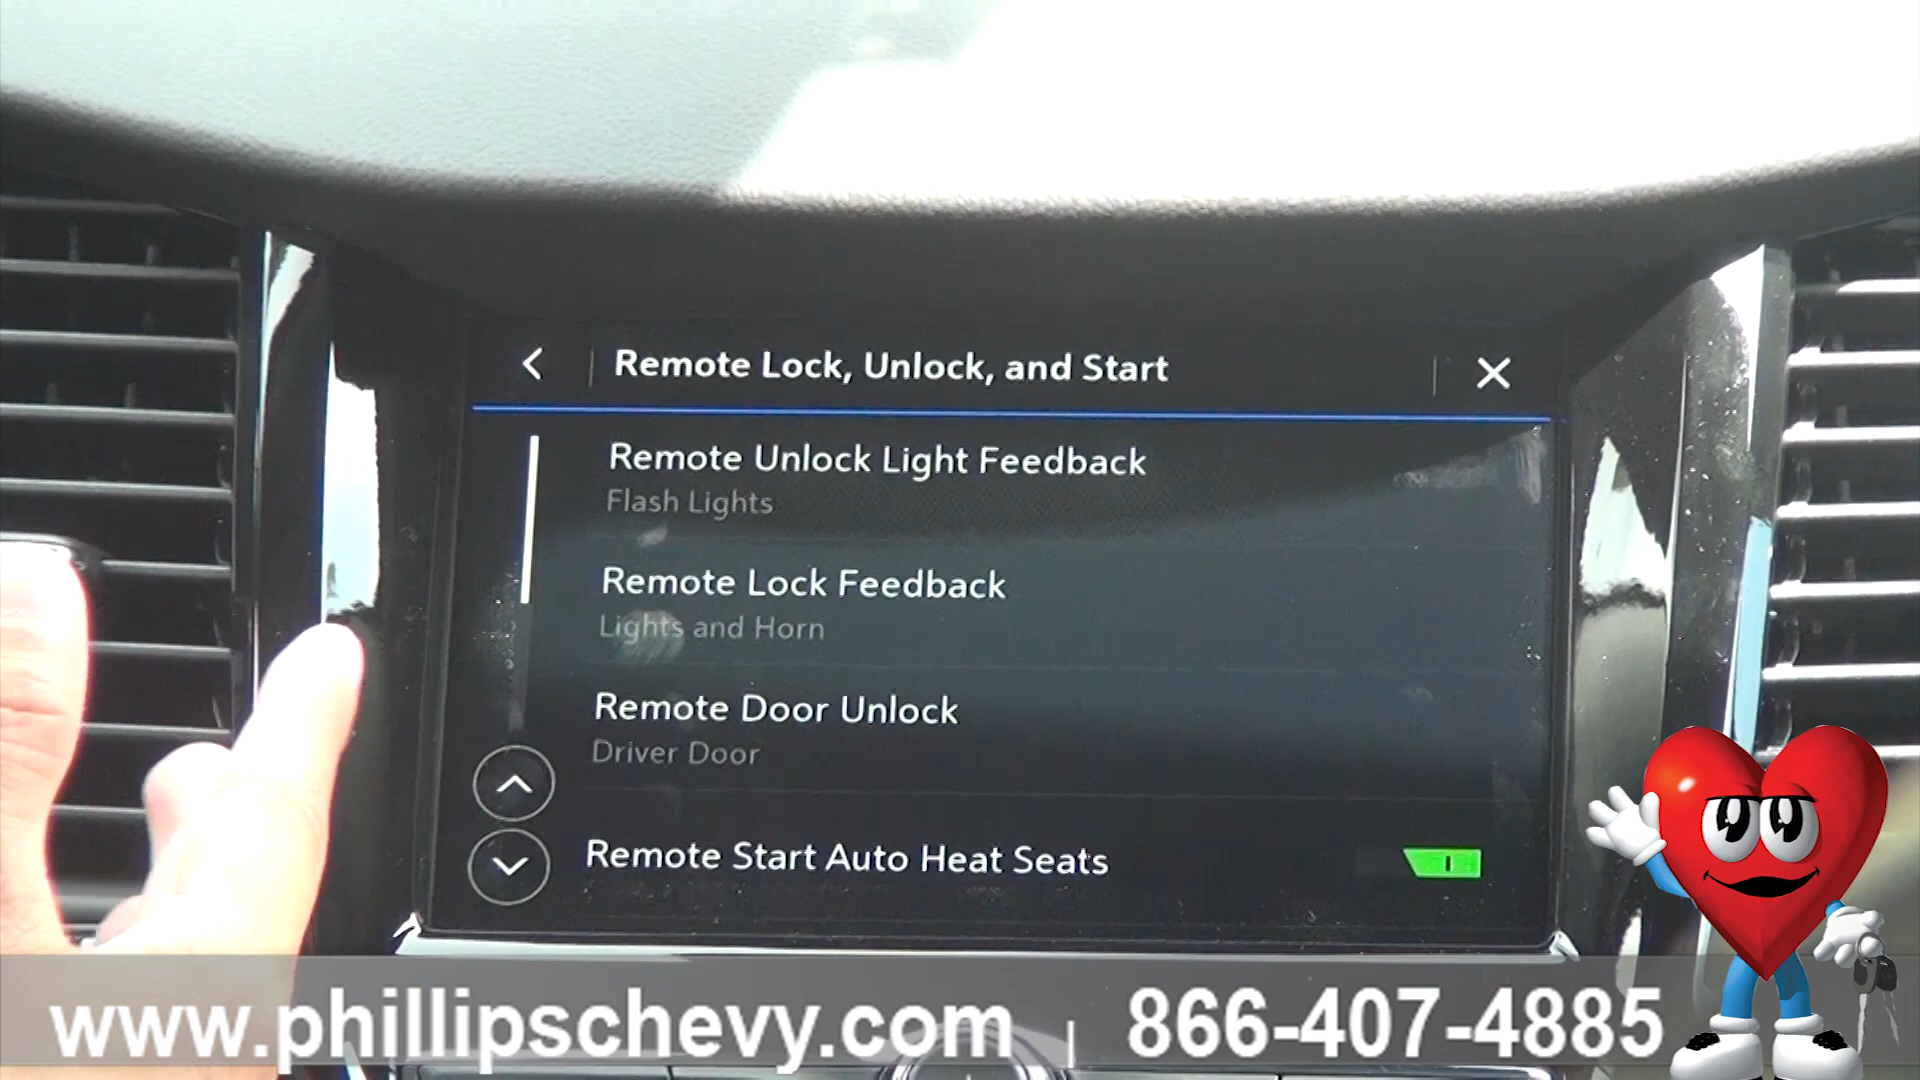 Remote Lock, Unlock, and Start
Remote Unlock Light Feedback
Flash Lights
Remote Lock Feedback
Lights and Horn
Remote Door Unlock
Driver Door
Remote Start Auto Heat Seats
www.phillipschevy.com | 866-407-4885